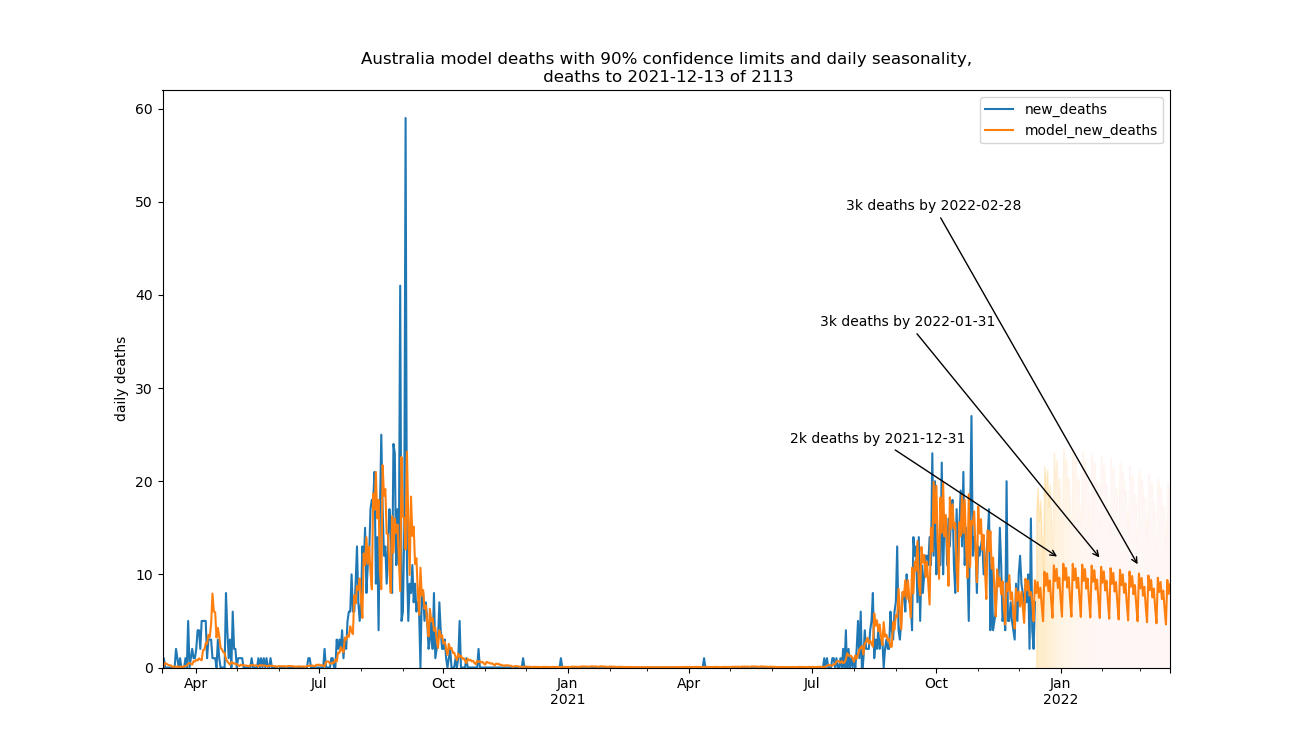 Australia model deaths with 90% confidence limits and daily seasonality,
deaths to 2021-12-13 of 2113
new_deaths
model_new_deaths
60
50
40
30
20
10
0
daily deaths
3k deaths by 2022-02-28
3k deaths by 2022-01-31
2k deaths by 2021-12-31
Apr Jul Oct Jan Apr Jul Oct Jan
2021 2022